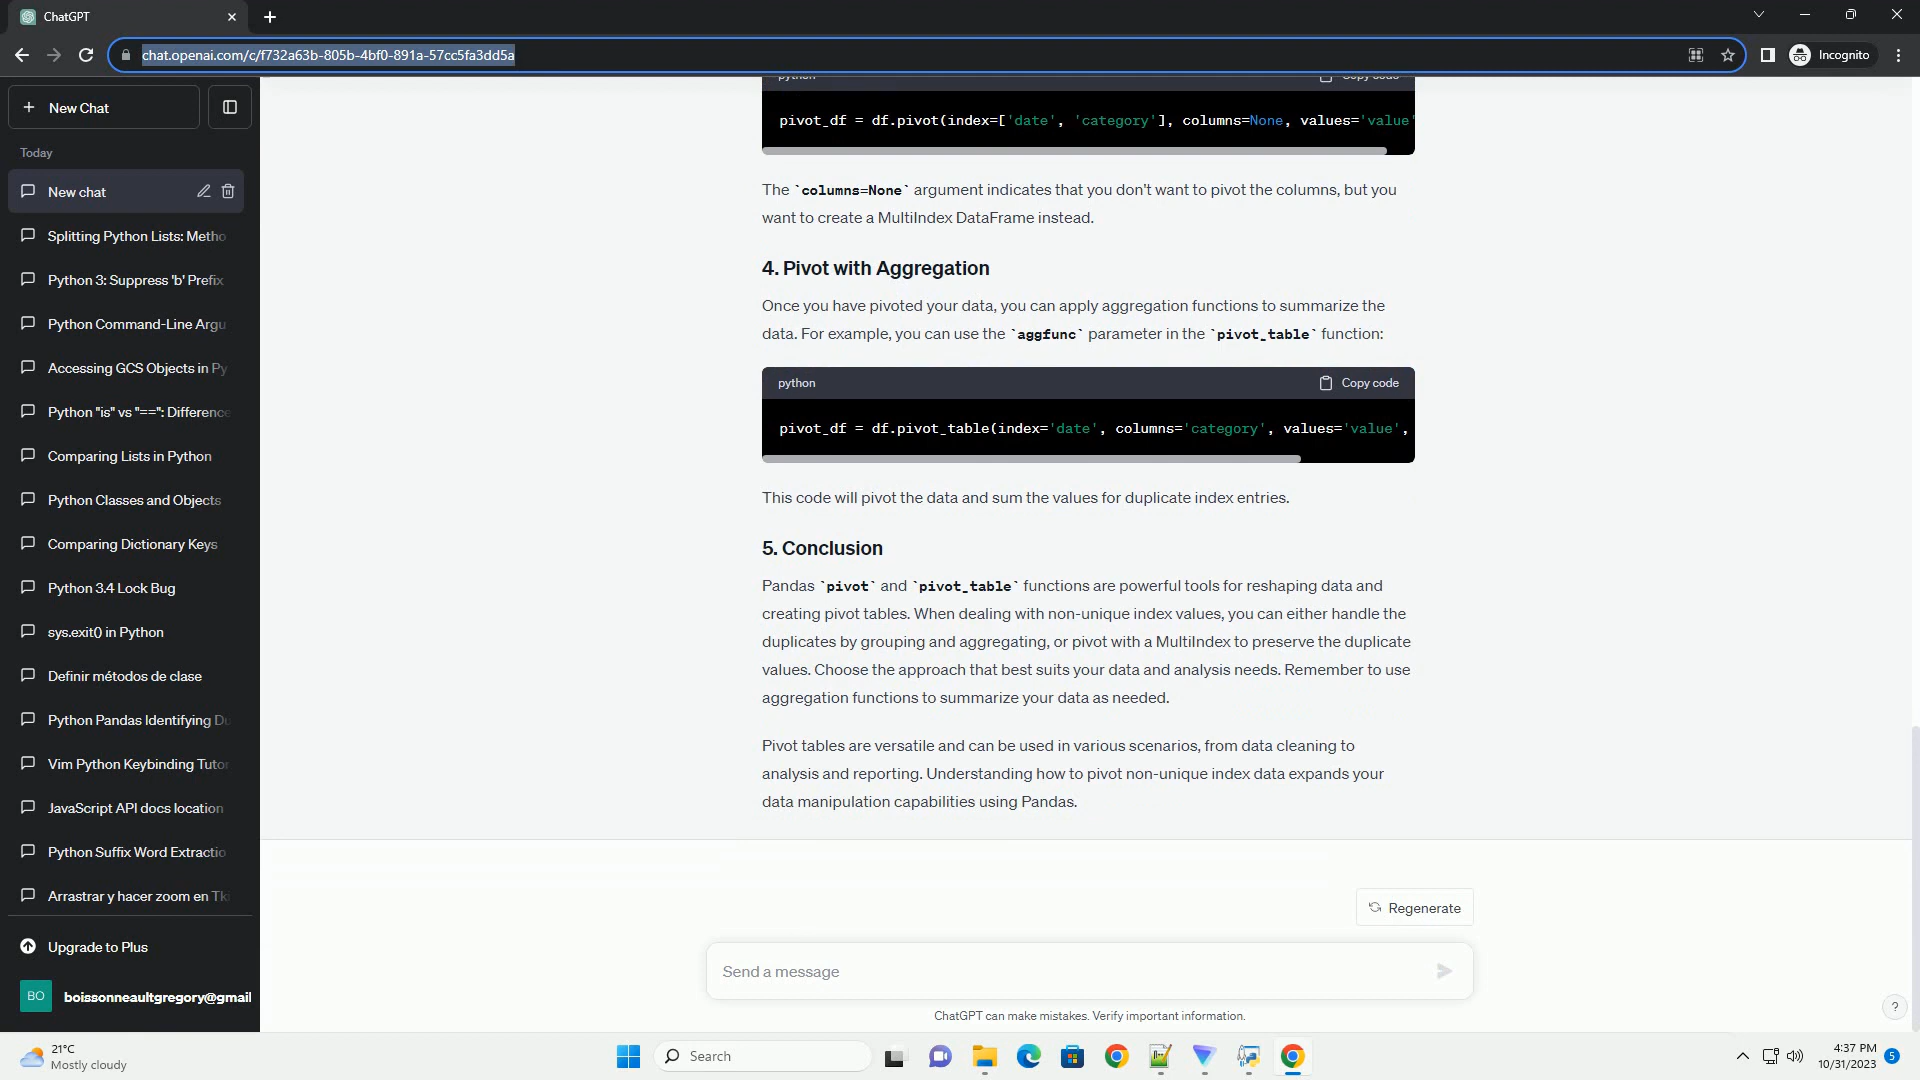 ChatGPT
chat.openai.com/c/f732a63b-805b-4bf0-891a-57cc5fa3dd5a
Incognito
New Chat
Today
New chat
Splitting Python Lists: Metho
Python 3: Suppress 'b' Prefix
Python Command-Line Argu
Accessing GCS Objects in Py
Python "is" vs "==": Difference
Comparing Lists in Python
Python Classes and Objects
Comparing Dictionary Keys
Python 3.4 Lock Bug
sys.exit() in Python
Definir métodos de clase
Python Pandas Identifying Du
Vim Python Keybinding Tutor
JavaScript API docs location
Python Suffix Word Extractio
Arrastrar y hacer zoom en Tk
Upgrade to Plus
BO boissonneaultgregory@gmail
python Copy code
pivot_df = df.pivot(index=['date', 'category'], columns=None, values='value'
The `columns=None` argument indicates that you don't want to pivot the columns, but you
want to create a MultiIndex DataFrame instead.
4. Pivot with Aggregation
Once you have pivoted your data, you can apply aggregation functions to summarize the
data. For example, you can use the `aggfunc` parameter in the `pivot_table` function:
python Copy code
pivot_df = df.pivot_table(index='date', columns='category', values='value',
This code will pivot the data and sum the values for duplicate index entries.
5. Conclusion
Pandas `pivot` and `pivot_table` functions are powerful tools for reshaping data and
creating pivot tables. When dealing with non-unique index values, you can either handle the
duplicates by grouping and aggregating, or pivot with a MultiIndex to preserve the duplicate
values. Choose the approach that best suits your data and analysis needs. Remember to use
aggregation functions to summarize your data as needed.
Pivot tables are versatile and can be used in various scenarios, from data cleaning to
analysis and reporting. Understanding how to pivot non-unique index data expands your
data manipulation capabilities using Pandas.
Regenerate
Send a message
ChatGPT can make mistakes. Verify important information.
?
21°C
Mostly cloudy
Search
4:37 PM
10/31/2023
5